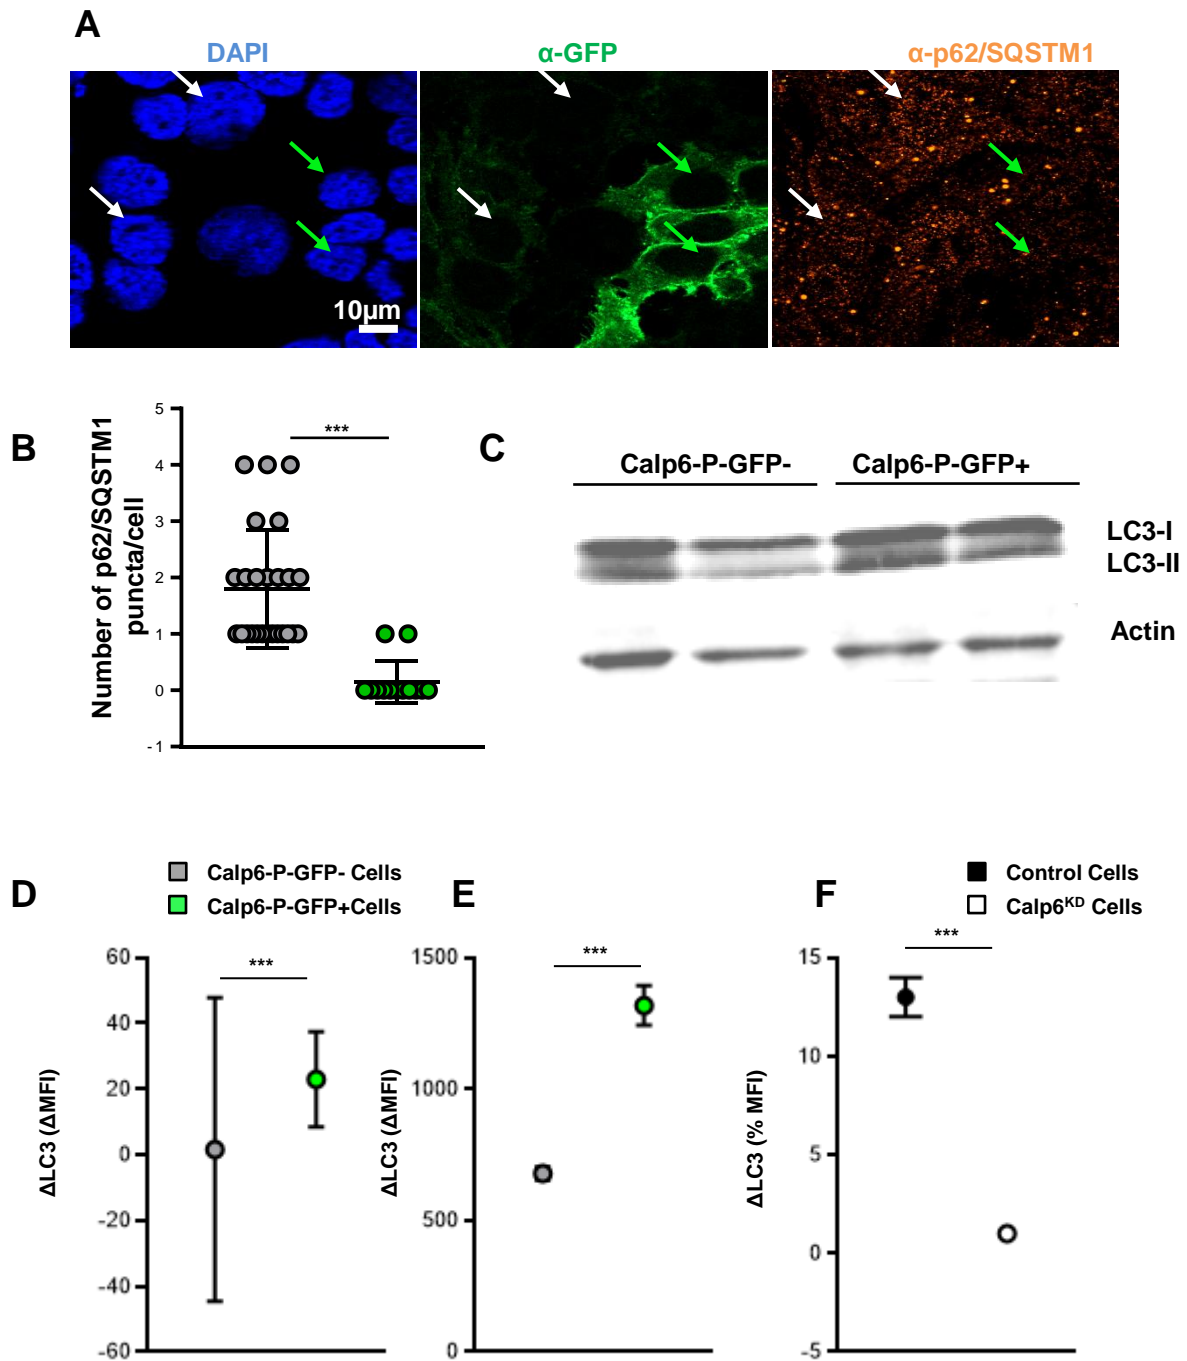 A
DAPI
α-GFP
α-p62/SQSTM1
10μm
B
Number of p62/SQSTM1
puncta/cell
5
4
3
2
1
0
-1
***
C
Calp6-P-GFP-
Calp6-P-GFP+
LC3-I
LC3-II
Actin
D
Calp6-P-GFP- Cells
Calp6-P-GFP+Cells
ΔLC3 (ΔMFI)
60
40
20
0
-20
-40
-60
***
E
ΔLC3 (ΔMFI)
1500
1000
500
0
***
F
Control Cells
Calp6KD Cells
ΔLC3 (% MFI)
15
10
5
0
-5
***